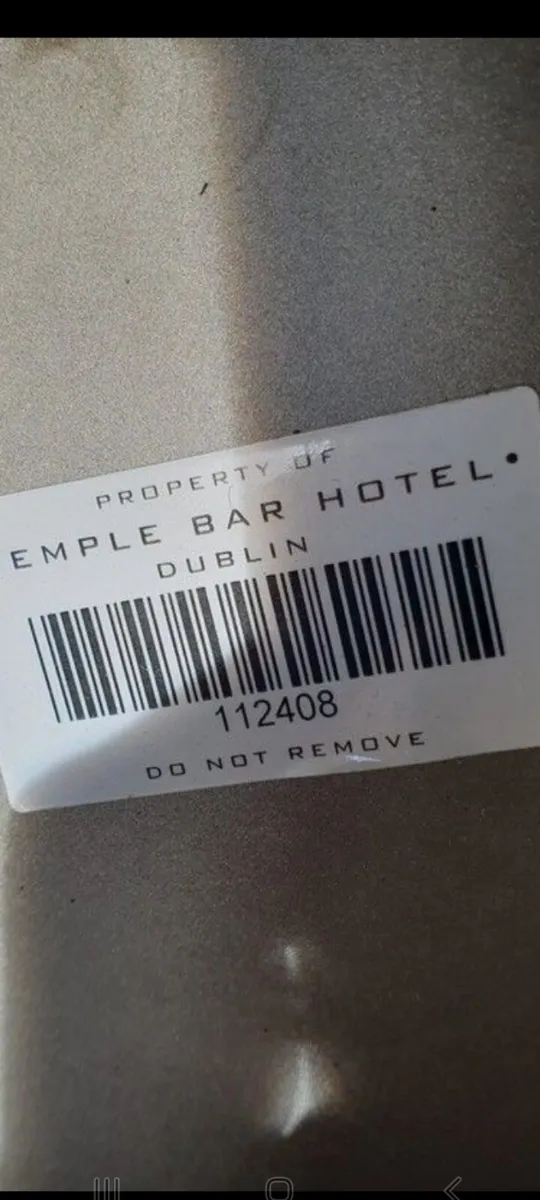 PROPERTY OF
EMPLE BAR HOTEL
DUBLIN
112408
DO NOT REMOVE